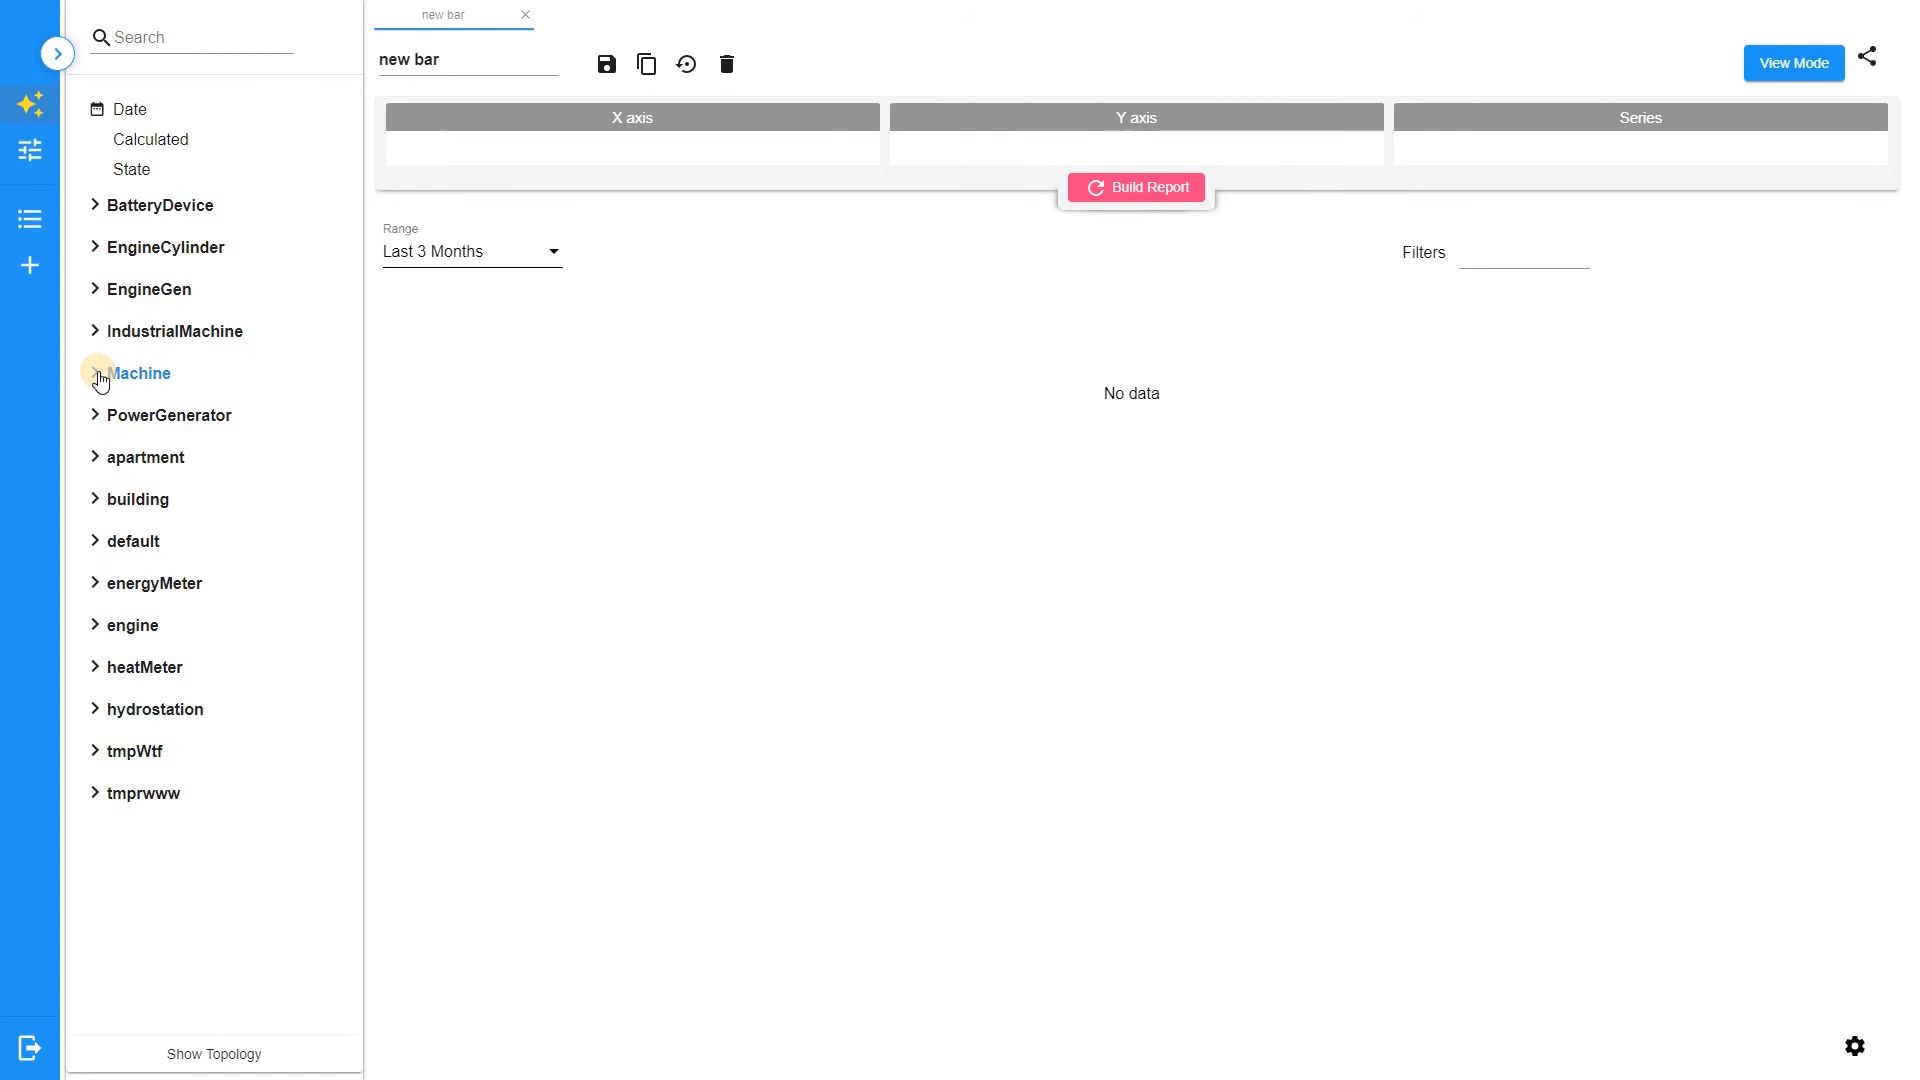 Search
Date
Calculated
State
BatteryDevice
EngineCylinder
EngineGen
IndustrialMachine
Machine
PowerGenerator
apartment
building
default
energyMeter
engine
heatMeter
hydrostation
tmpWtf
tmprwww
Show Topology
new bar
new bar
View Mode
X axis
Y axis
Series
Build Report
Range
Last 3 Months
Filters
No data